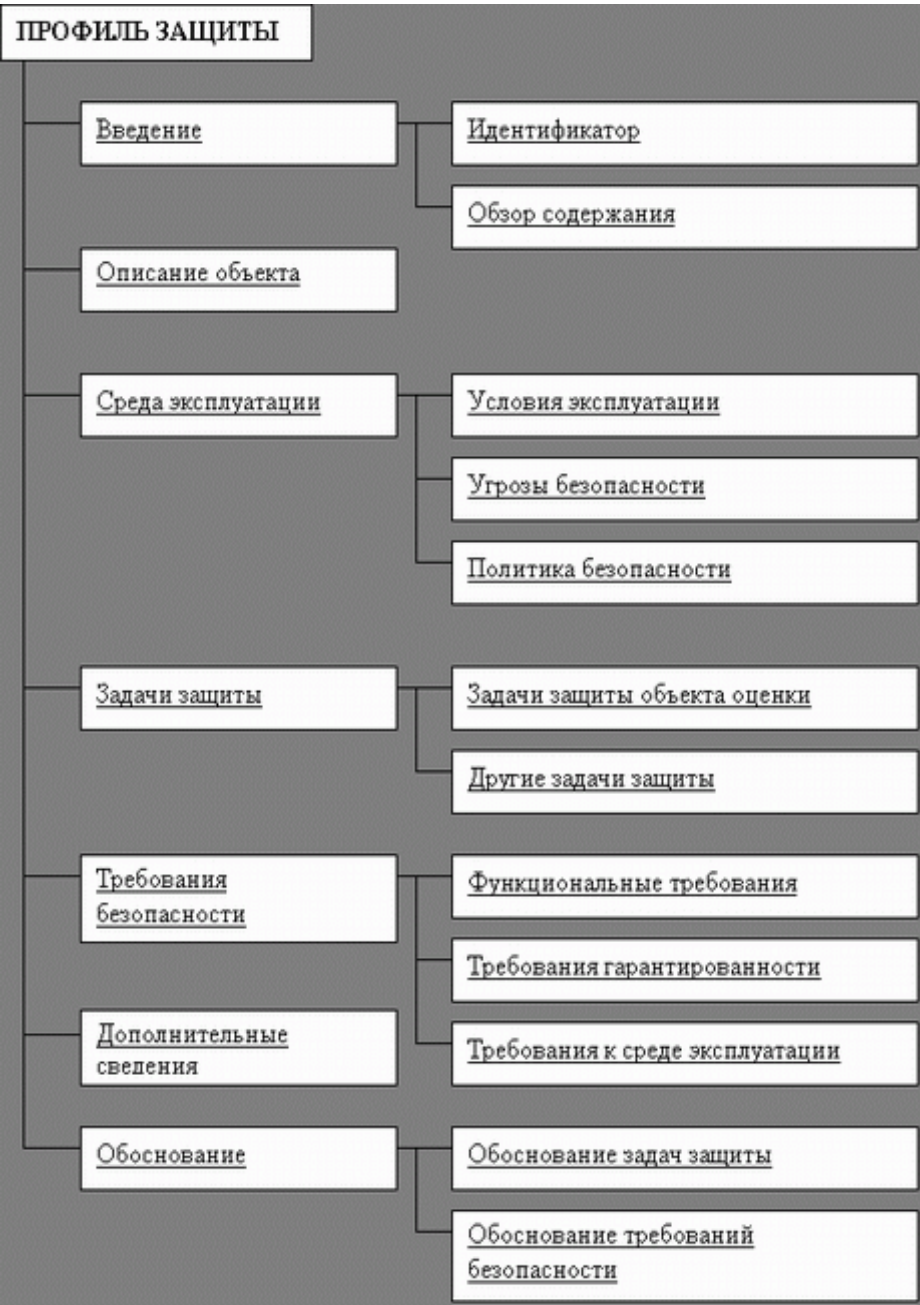 ПРОФИЛЬ ЗАЩИТЫ
Введение
Идентификатор
Обзор содержания
Описание объекта
Среда эксплуатации
Условия эксплуатации
Угрозы безопасности
Политика безопасности
Задачи защиты
Задачи защиты объекта оценки
Другие задачи защиты
Требования
безопасности
Функциональные требования
Требования гарантированности
Требования к среде эксплуатации
Дополнительные
сведения
Обоснование
Обоснование задач защиты
Обоснование требований
безопасности